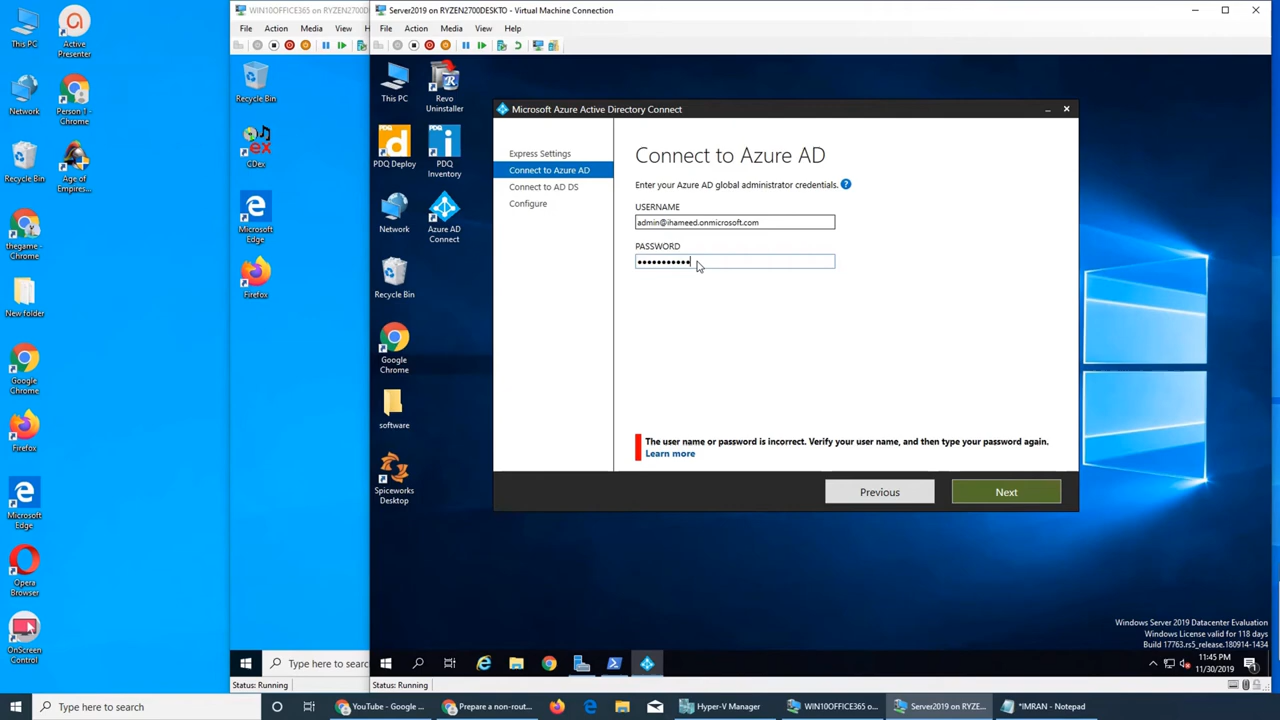 WIN10OFFICE365 on RYZEN2700D
Server2019 on RYZEN2700DESKTO - Virtual Machine Connection
File Action Media View H
File Action Media View Help
This PC
Active
Presenter
Network
Person 1 -
Chrome
Recycle Bin
Age of
Empires...
thegame -
Chrome
New folder
Google
Chrome
Firefox
Microsoft
Edge
Opera
Browser
OnScreen
Control
Recycle Bin
CDex
Microsoft
Edge
Firefox
This PC
Revo
Uninstaller
PDQ Deploy
PDQ
Inventory
Network
Azure AD
Connect
Recycle Bin
Google
Chrome
software
Spiceworks
Desktop
Microsoft Azure Active Directory Connect
Express Settings
Connect to Azure AD
Connect to AD DS
Configure
Connect to Azure AD
Enter your Azure AD global administrator credentials. ?
USERNAME
admin@ihameed.onmicrosoft.com
PASSWORD
•••••••••••
The user name or password is incorrect. Verify your user name, and then type your password again.
Learn more
Previous
Next
Windows Server 2019 Datacenter Evaluation
Windows License valid for 118 days
Build 17763.rs5_release.180914-1434
Type here to searc
11:45 PM
11/30/2019
Status: Running
Status: Running
Type here to search
YouTube - Google ...
Prepare a non-rout...
Hyper-V Manager
WIN10OFFICE365 o...
Server2019 on RYZE...
*IMRAN - Notepad